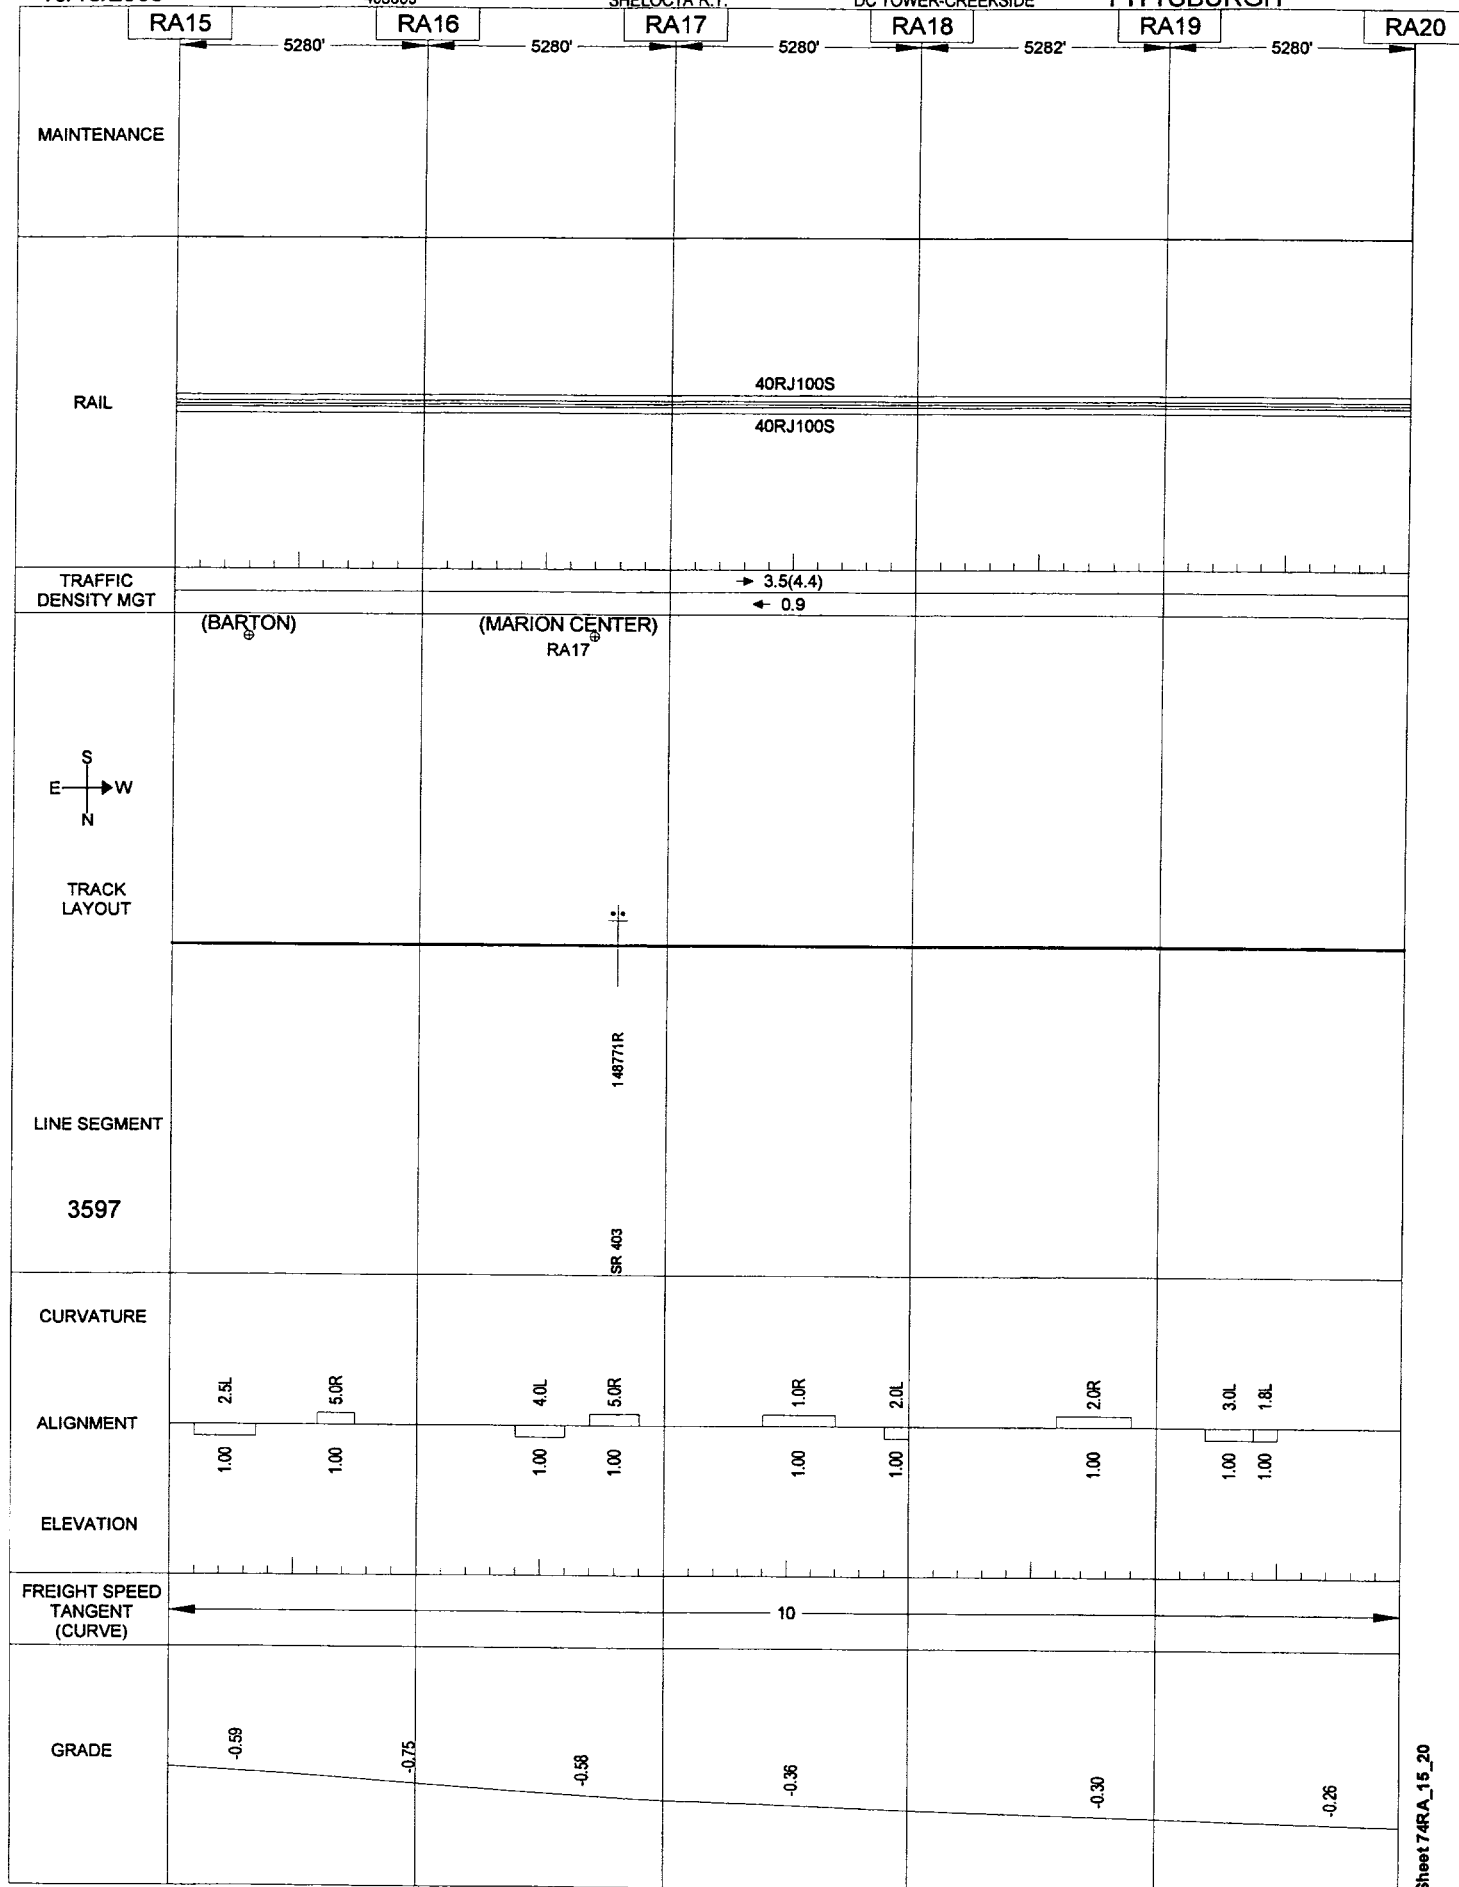 SHELOCTA R.T.
DC TOWER-CREEKSIDE
PITTSBURGH
RA15 RA16 RA17 RA18 RA19 RA20
5280' 5280' 5280' 5282' 5280'
MAINTENANCE
RAIL
40RJ100S
40RJ100S
TRAFFIC
DENSITY MGT
3.5(4.4)
0.9
(BARTON)
(MARION CENTER)
RA17
S
E W
N
TRACK
LAYOUT
148771R
LINE SEGMENT
3597
SR 403
CURVATURE
2.5L 5.0R 4.0L 5.0R 1.0R 2.0L 2.0R 3.0L 1.8L
ALIGNMENT
1.00 1.00 1.00 1.00 1.00 1.00 1.00 1.00 1.00
ELEVATION
FREIGHT SPEED
TANGENT
(CURVE)
10
GRADE
-0.59 -0.75 -0.58 -0.36 -0.30 -0.26
Sheet 74RA_15_20